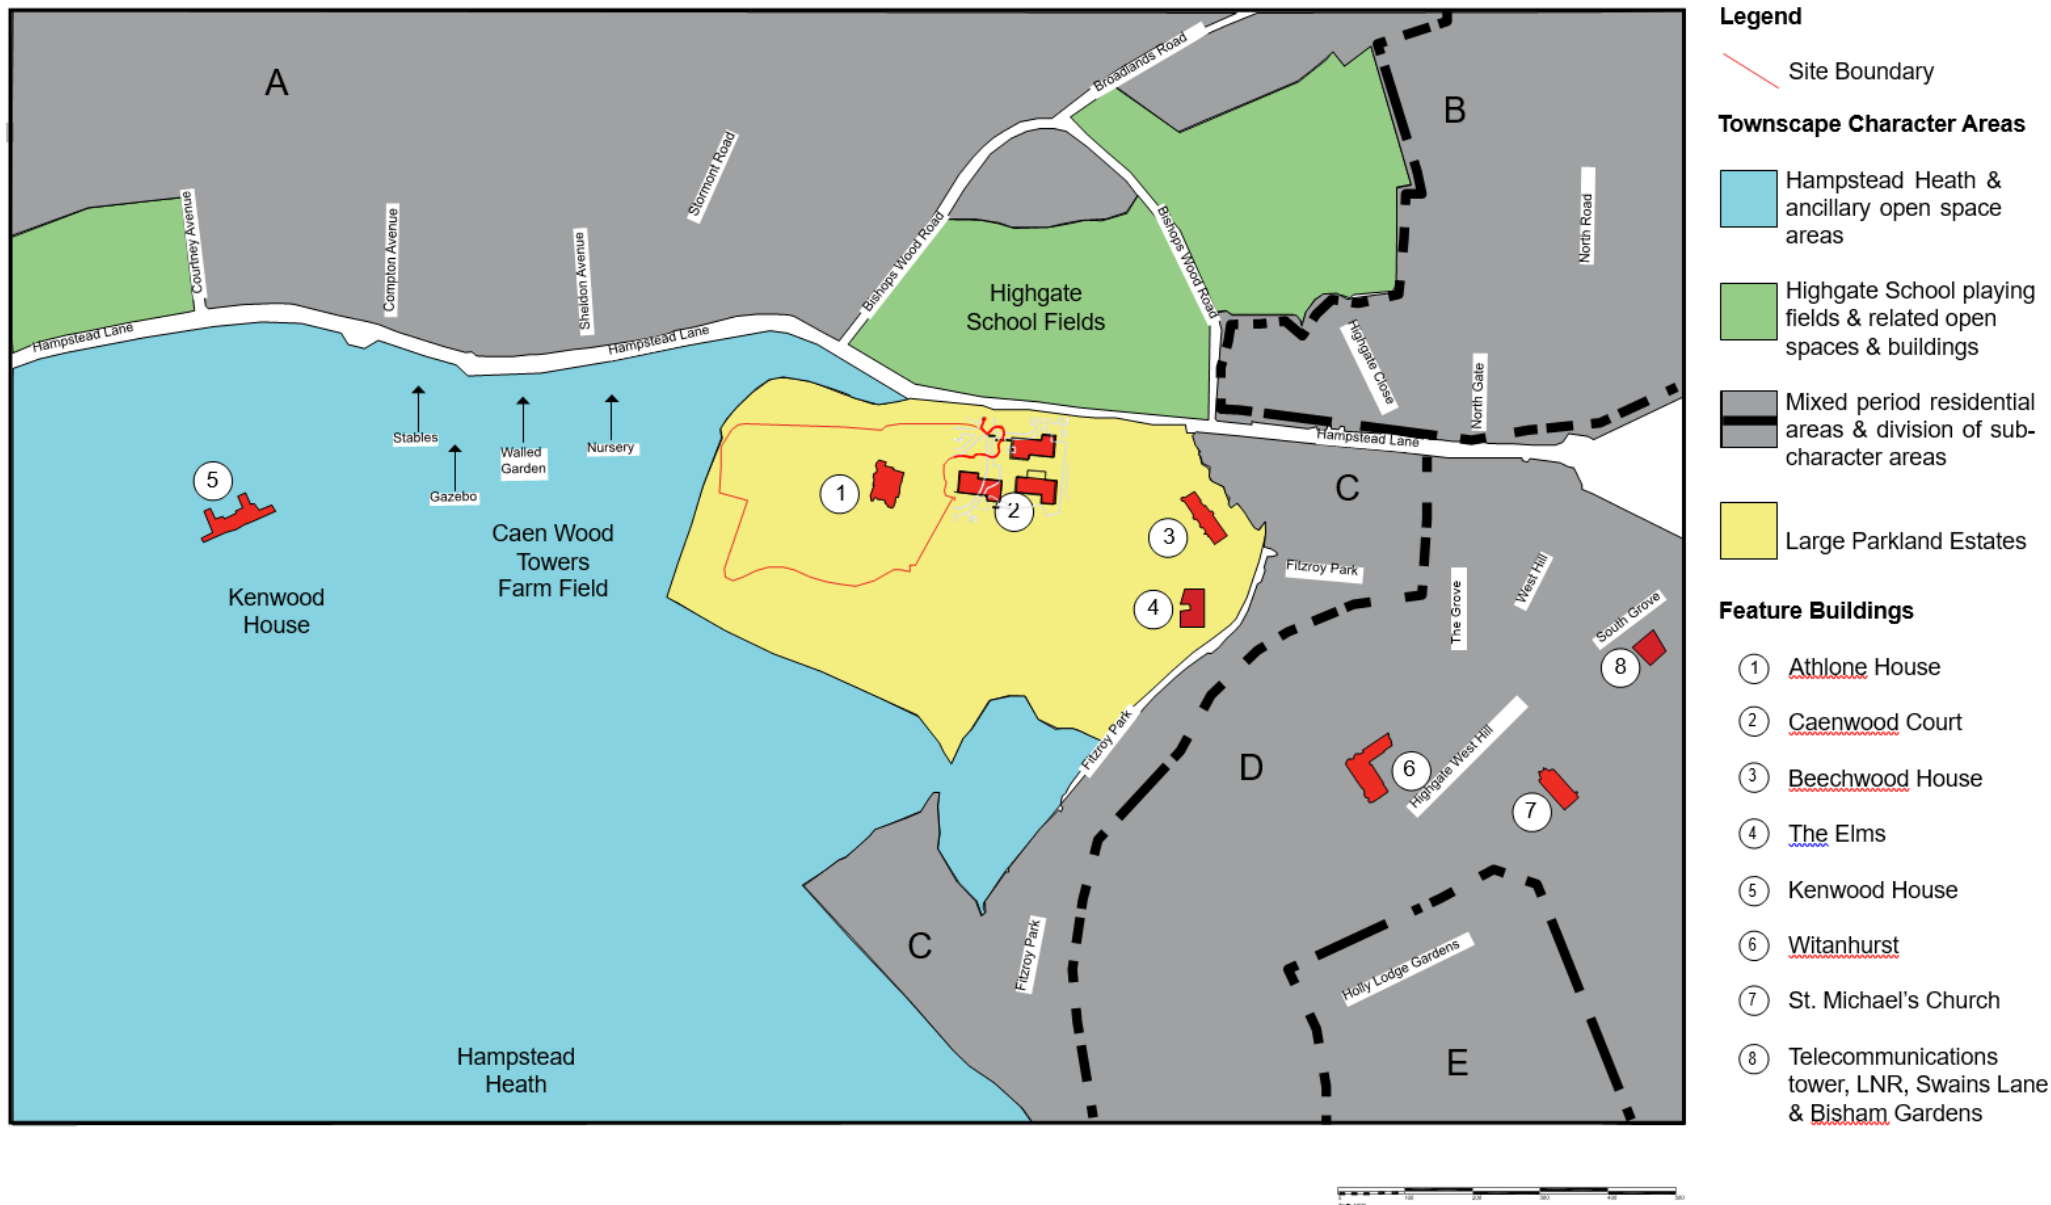 A
B
Broadlands Road
Stormont Road
Courtney Avenue
Compton Avenue
Sheldon Avenue
Bishops Wood Road
Bishops Wood Road
North Road
Highgate
School Fields
Hampstead Lane
Hampstead Lane
Highgate Close
North Gate
Hampstead Lane
Stables
Walled
Garden
Nursery
Gazebo
5
1
2
3
4
C
Caen Wood
Towers
Farm Field
Kenwood
House
Fitzroy Park
The Grove
West Hill
South Grove
8
Fitzroy Park
D
6
Highgate West Hill
7
C
Fitzroy Park
Holly Lodge Gardens
E
Hampstead
Heath
Legend
Site Boundary
Townscape Character Areas
Hampstead Heath &
ancillary open space
areas
Highgate School playing
fields & related open
spaces & buildings
Mixed period residential
areas & division of sub-
character areas
Large Parkland Estates
Feature Buildings
1 Athlone House
2 Caenwood Court
3 Beechwood House
4 The Elms
5 Kenwood House
6 Witanhurst
7 St. Michael's Church
8 Telecommunications
tower, LNR, Swains Lane
& Bisham Gardens
0 100 200 300 400 500